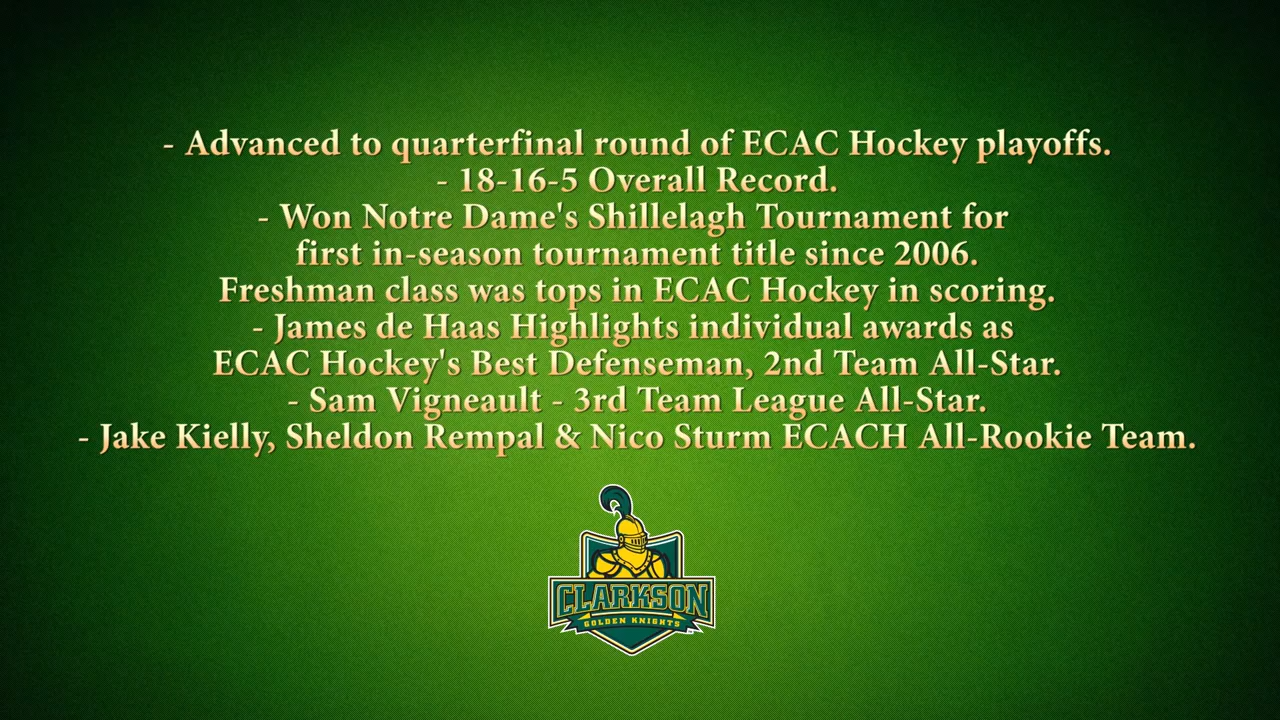 - Advanced to quarterfinal round of ECAC Hockey playoffs.
- 18-16-5 Overall Record.
- Won Notre Dame's Shillelagh Tournament for
first in-season tournament title since 2006.
Freshman class was tops in ECAC Hockey in scoring.
- James de Haas Highlights individual awards as
ECAC Hockey's Best Defenseman, 2nd Team All-Star.
- Sam Vigneault - 3rd Team League All-Star.
- Jake Kielly, Sheldon Rempal & Nico Sturm ECACH All-Rookie Team.
CLARKSON
GOLDEN KNIGHTS